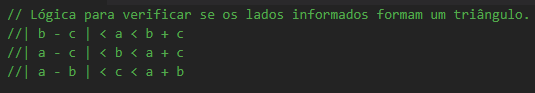 // Lógica para verificar se os lados informados formam um triângulo.
//| b - c | < a < b + c
//| a - c | < b < a + c
//| a - b | < c < a + b